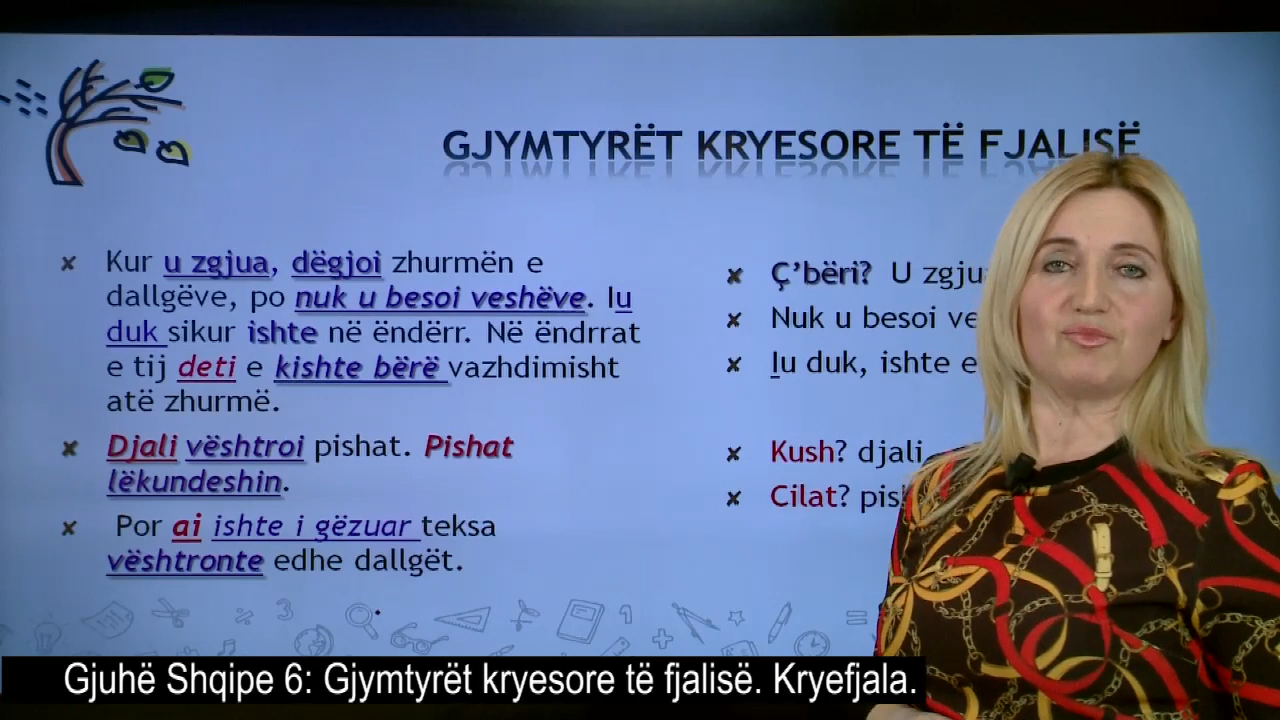 GJYMTYRËT KRYESORE TË FJALISË
Kur u zgjua, dëgjoi zhurmën e
dallgëve, po nuk u besoi veshëve. Iu
duk sikur ishte në ëndërr. Në ëndrrat
e tij deti e kishte bërë vazhdimisht
atë zhurmë.
Djali vështroi pishat. Pishat
lëkundeshin.
Por ai ishte i gëzuar teksa
vështronte edhe dallgët.
Ç’bëri? U zgju
Nuk u besoi ve
Iu duk, ishte e
Kush? djali
Cilat? pis
Gjuhë Shqipe 6: Gjymtyrët kryesore të fjalisë. Kryefjala.